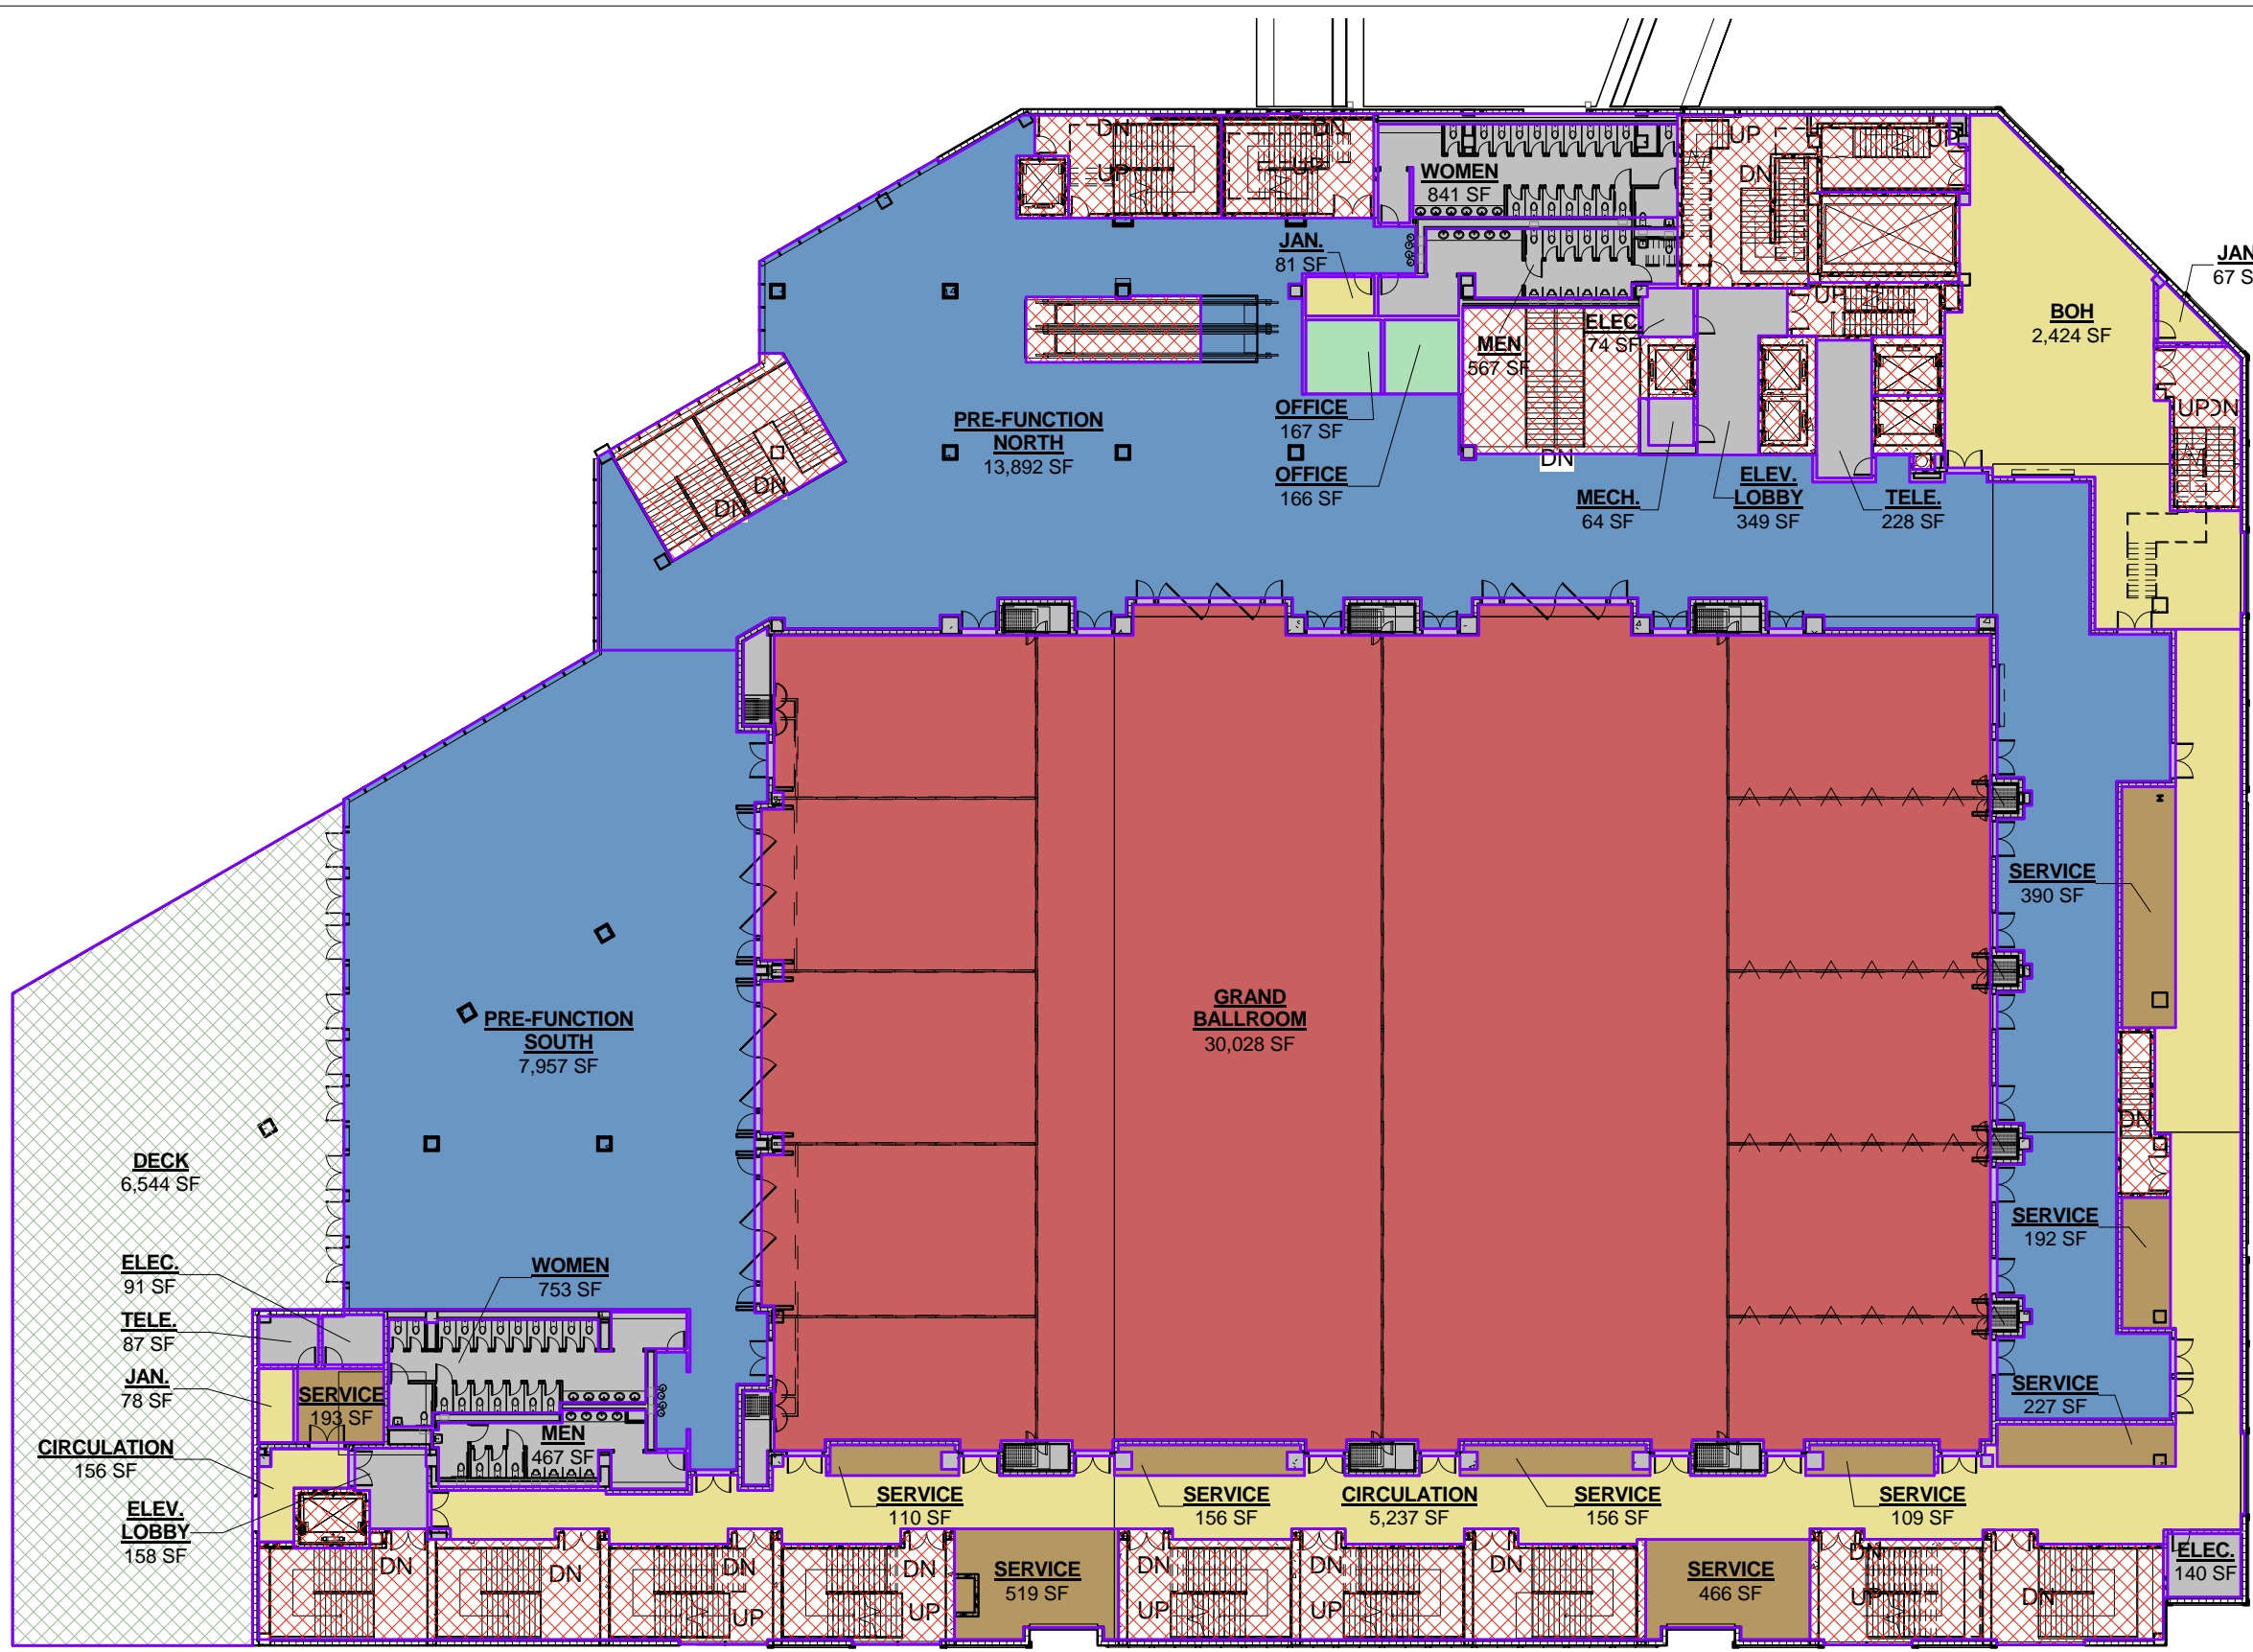 DN
UP
DN
UP
WOMEN
841 SF
UP
DN
JAN.
81 SF
UP
BOH
2,424 SF
JAN
67 S
ELEC.
74 SF
MEN
567 SF
OFFICE
167 SF
OFFICE
166 SF
DN
UP
DN
PRE-FUNCTION
NORTH
13,892 SF
DN
DN
MECH.
64 SF
ELEV.
LOBBY
349 SF
TELE.
228 SF
SERVICE
390 SF
GRAND
BALLROOM
30,028 SF
PRE-FUNCTION
SOUTH
7,957 SF
DN
DECK
6,544 SF
SERVICE
192 SF
ELEC.
91 SF
WOMEN
753 SF
TELE.
87 SF
JAN.
78 SF
SERVICE
193 SF
SERVICE
227 SF
MEN
467 SF
CIRCULATION
156 SF
ELEV.
LOBBY
158 SF
SERVICE
110 SF
SERVICE
156 SF
CIRCULATION
5,237 SF
SERVICE
156 SF
SERVICE
109 SF
DN
DN
DN
UP
DN
UP
SERVICE
519 SF
DN
UP
DN
UP
DN
SERVICE
466 SF
DN
UP
DN
ELEC.
140 SF